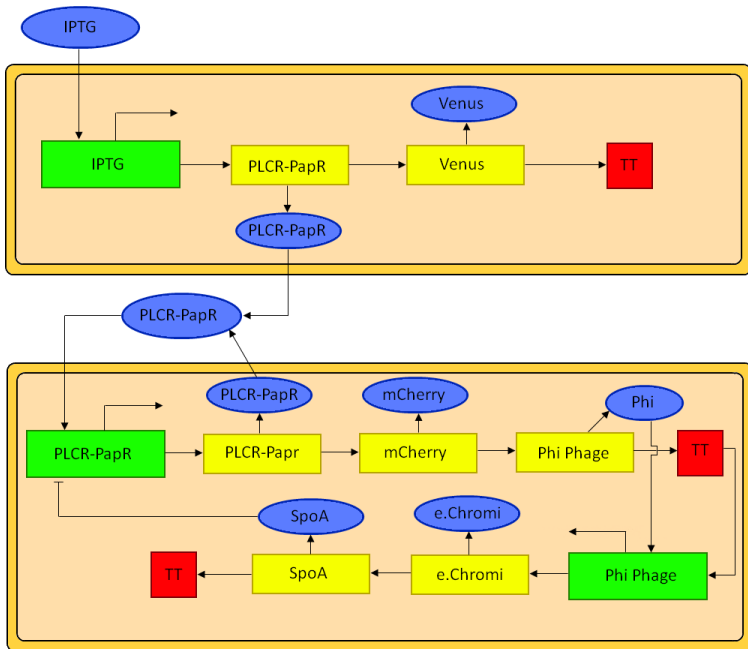 IPTG
Venus
IPTG
PLCR-PapR
Venus
TT
PLCR-PapR
PLCR-PapR
PLCR-PapR
mCherry
Phi
PLCR-PapR
PLCR-Papr
mCherry
Phi Phage
TT
SpoA
e.Chromi
TT
SpoA
e.Chromi
Phi Phage